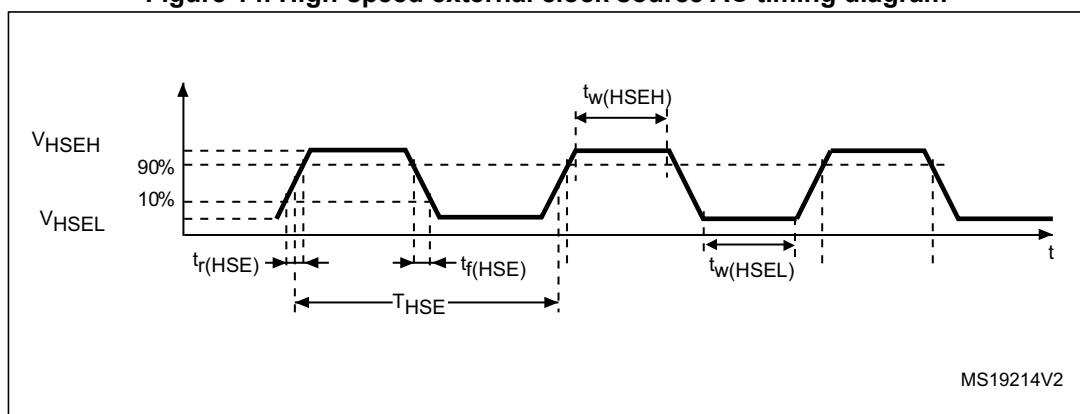 Figure 14. High-speed external clock source AC timing diagram
tw(HSEH)
VHSEH
90%
10%
VHSEL
tr(HSE)
tf(HSE)
tw(HSEL)
t
THSE
MS19214V2